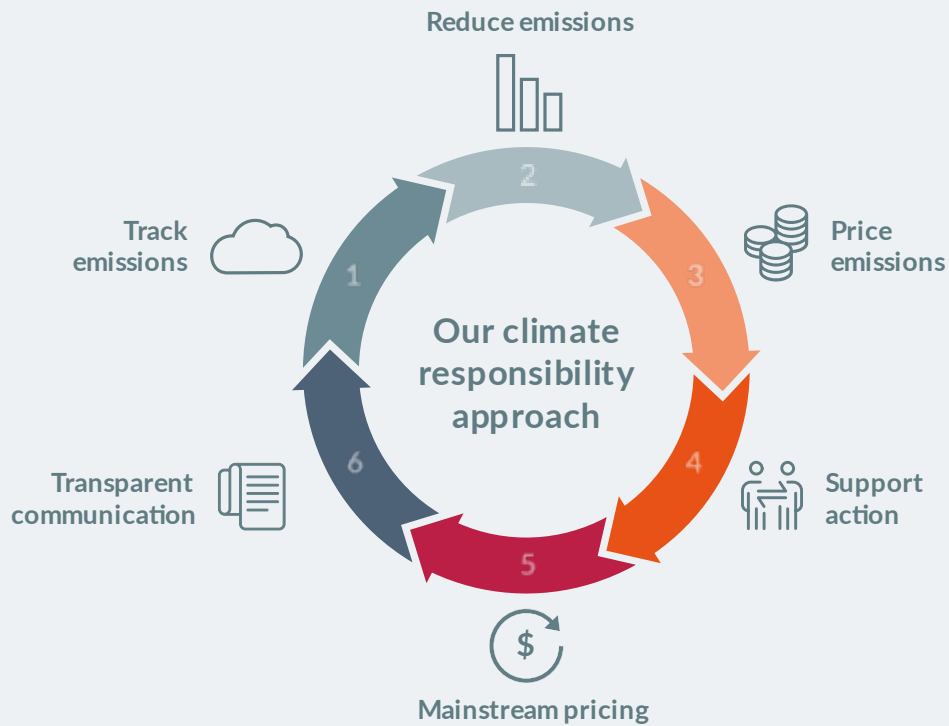 Reduce emissions
2
Track
emissions
1
3
Price
emissions
Our climate
responsibility
approach
6
4
Transparent
communication
Support
action
5
$
Mainstream pricing